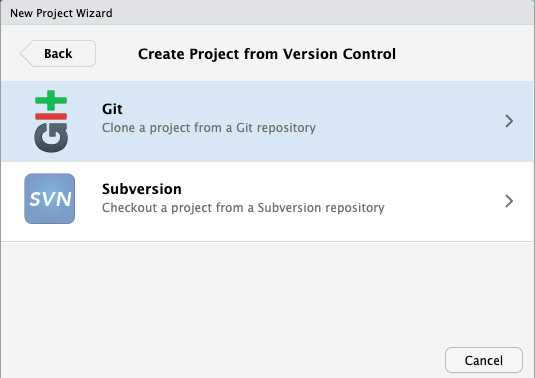 New Project Wizard
Back
Create Project from Version Control
git
Git
Clone a project from a Git repository
SVN
Subversion
Checkout a project from a Subversion repository
Cancel